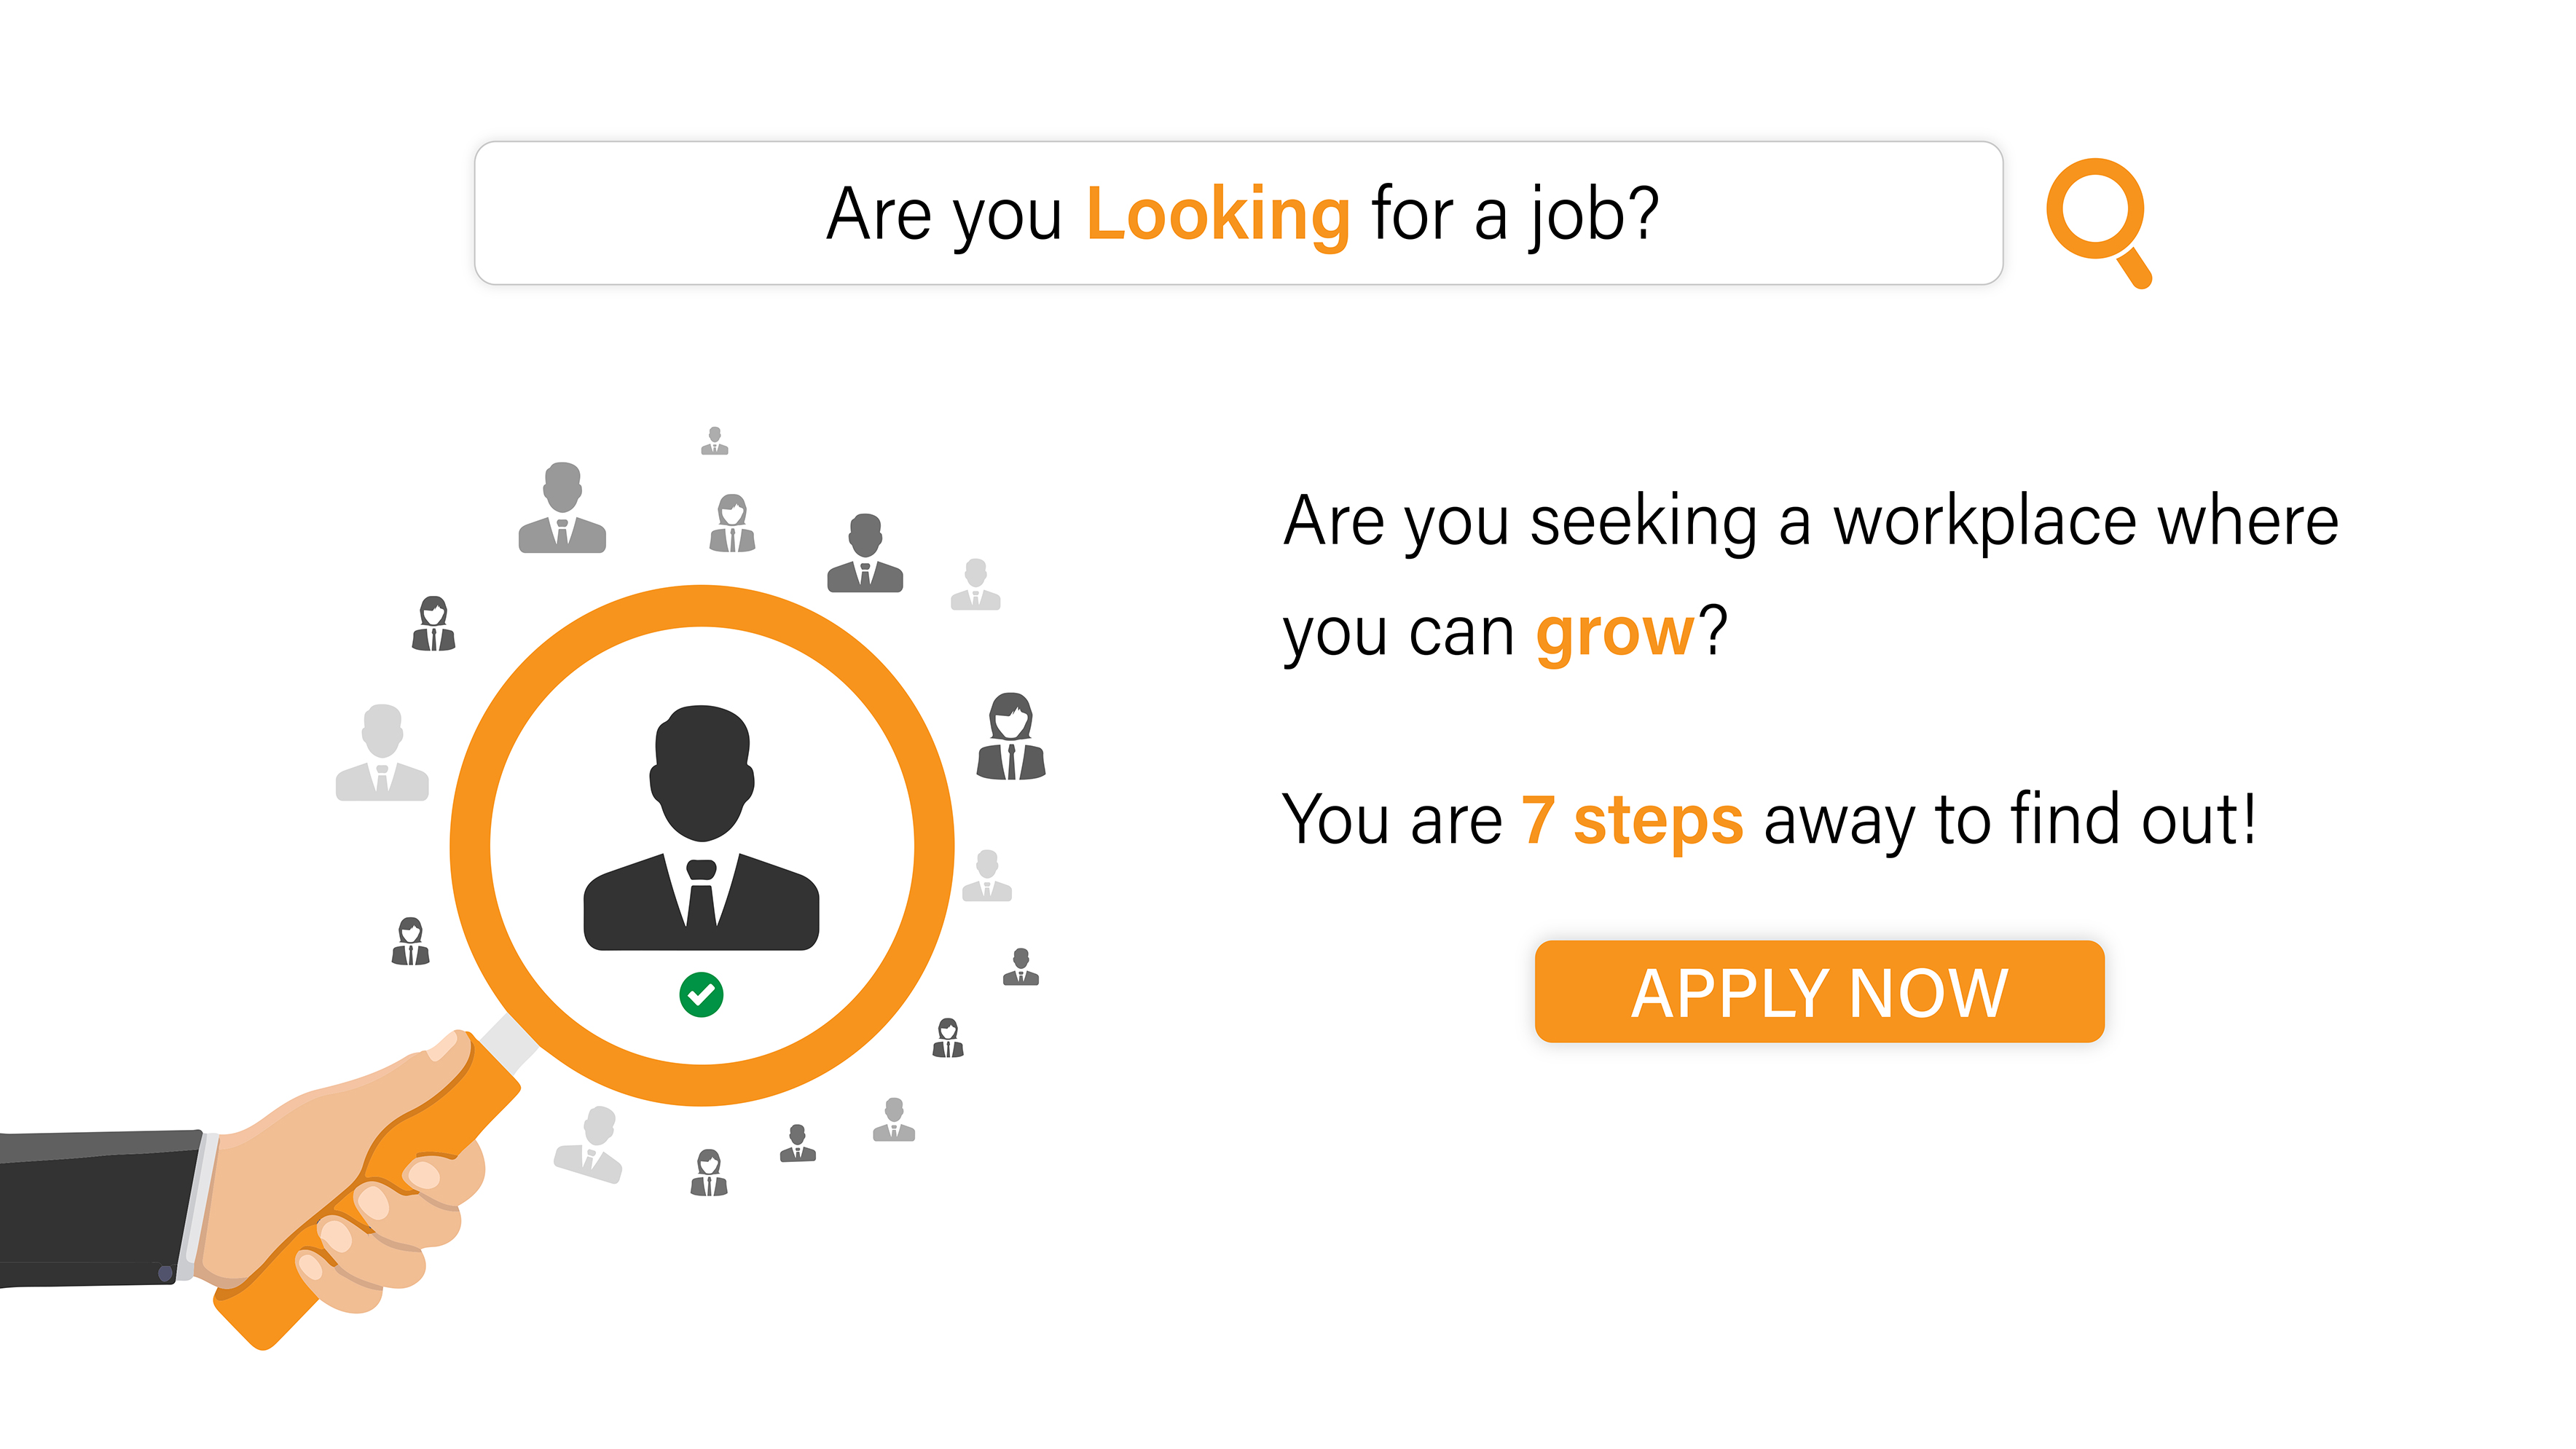 Are you Looking for a job?
Are you seeking a workplace where
you can grow?
You are 7 steps away to find out!
APPLY NOW